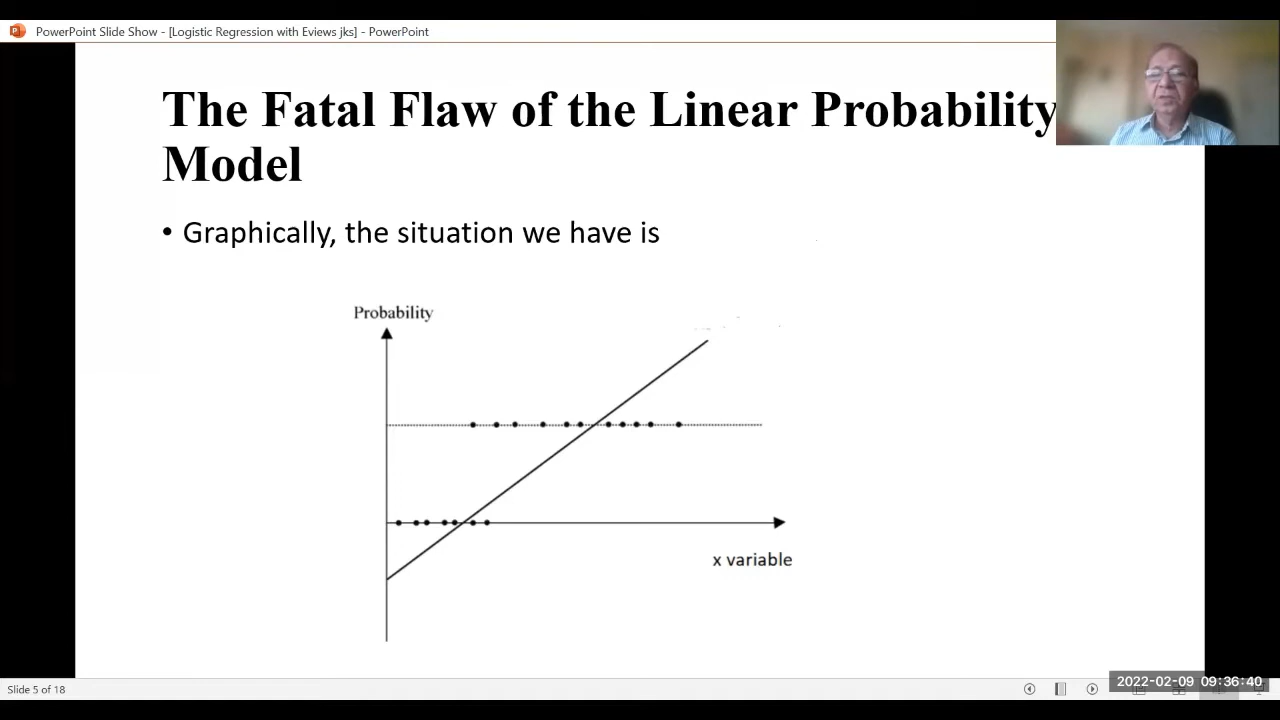 PowerPoint Slide Show - [Logistic Regression with Eviews jks] - PowerPoint
The Fatal Flaw of the Linear Probability
Model
• Graphically, the situation we have is
Probability
x variable
Slide 5 of 18
2022-02-09 09:36:40